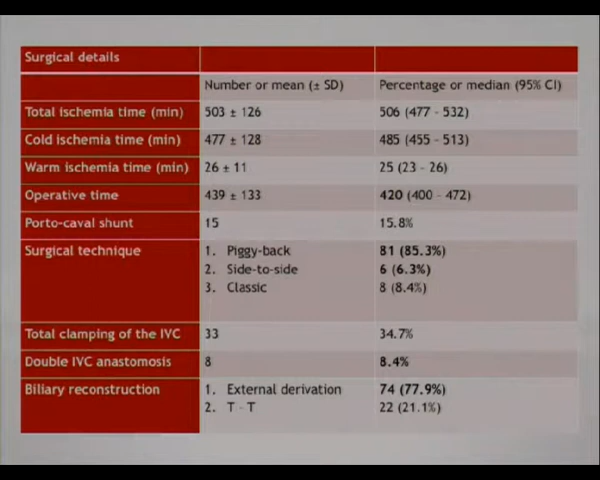 Surgical details
Number or mean (± SD) Percentage or median (95% CI)
Total ischemia time (min) 503 ± 126 506 (477 - 532)
Cold ischemia time (min) 477 ± 128 485 (455 - 513)
Warm ischemia time (min) 26 ± 11 25 (23 - 26)
Operative time 439 ± 133 420 (400 - 472)
Porto-caval shunt 15 15.8%
Surgical technique 1. Piggy-back 81 (85.3%)
2. Side-to-side 6 (6.3%)
3. Classic 8 (8.4%)
Total clamping of the IVC 33 34.7%
Double IVC anastomosis 8 8.4%
Biliary reconstruction 1. External derivation 74 (77.9%)
2. T - T 22 (21.1%)